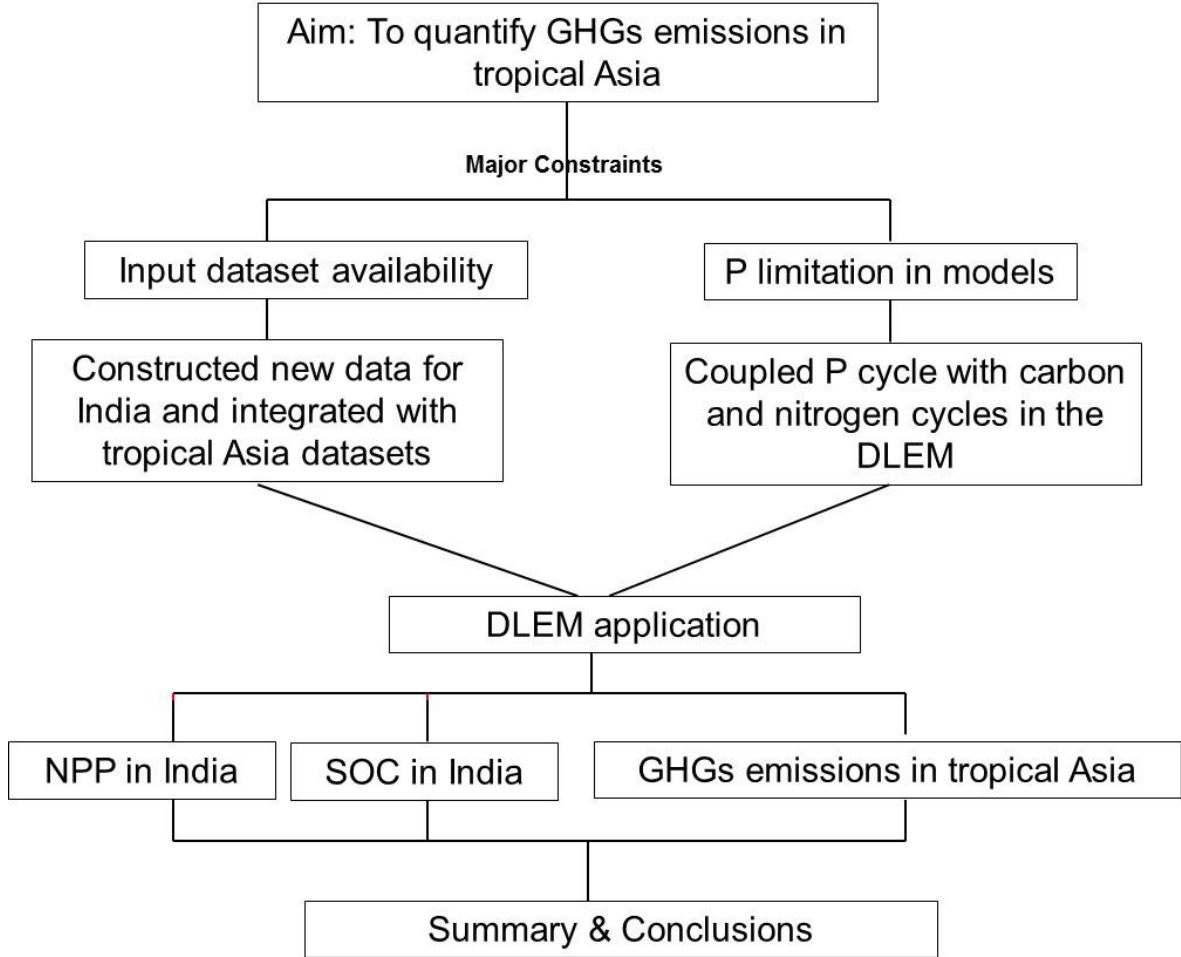 Aim: To quantify GHGs emissions in
tropical Asia
Major Constraints
Input dataset availability
P limitation in models
Constructed new data for
India and integrated with
tropical Asia datasets
Coupled P cycle with carbon
and nitrogen cycles in the
DLEM
DLEM application
NPP in India
SOC in India
GHGs emissions in tropical Asia
Summary & Conclusions